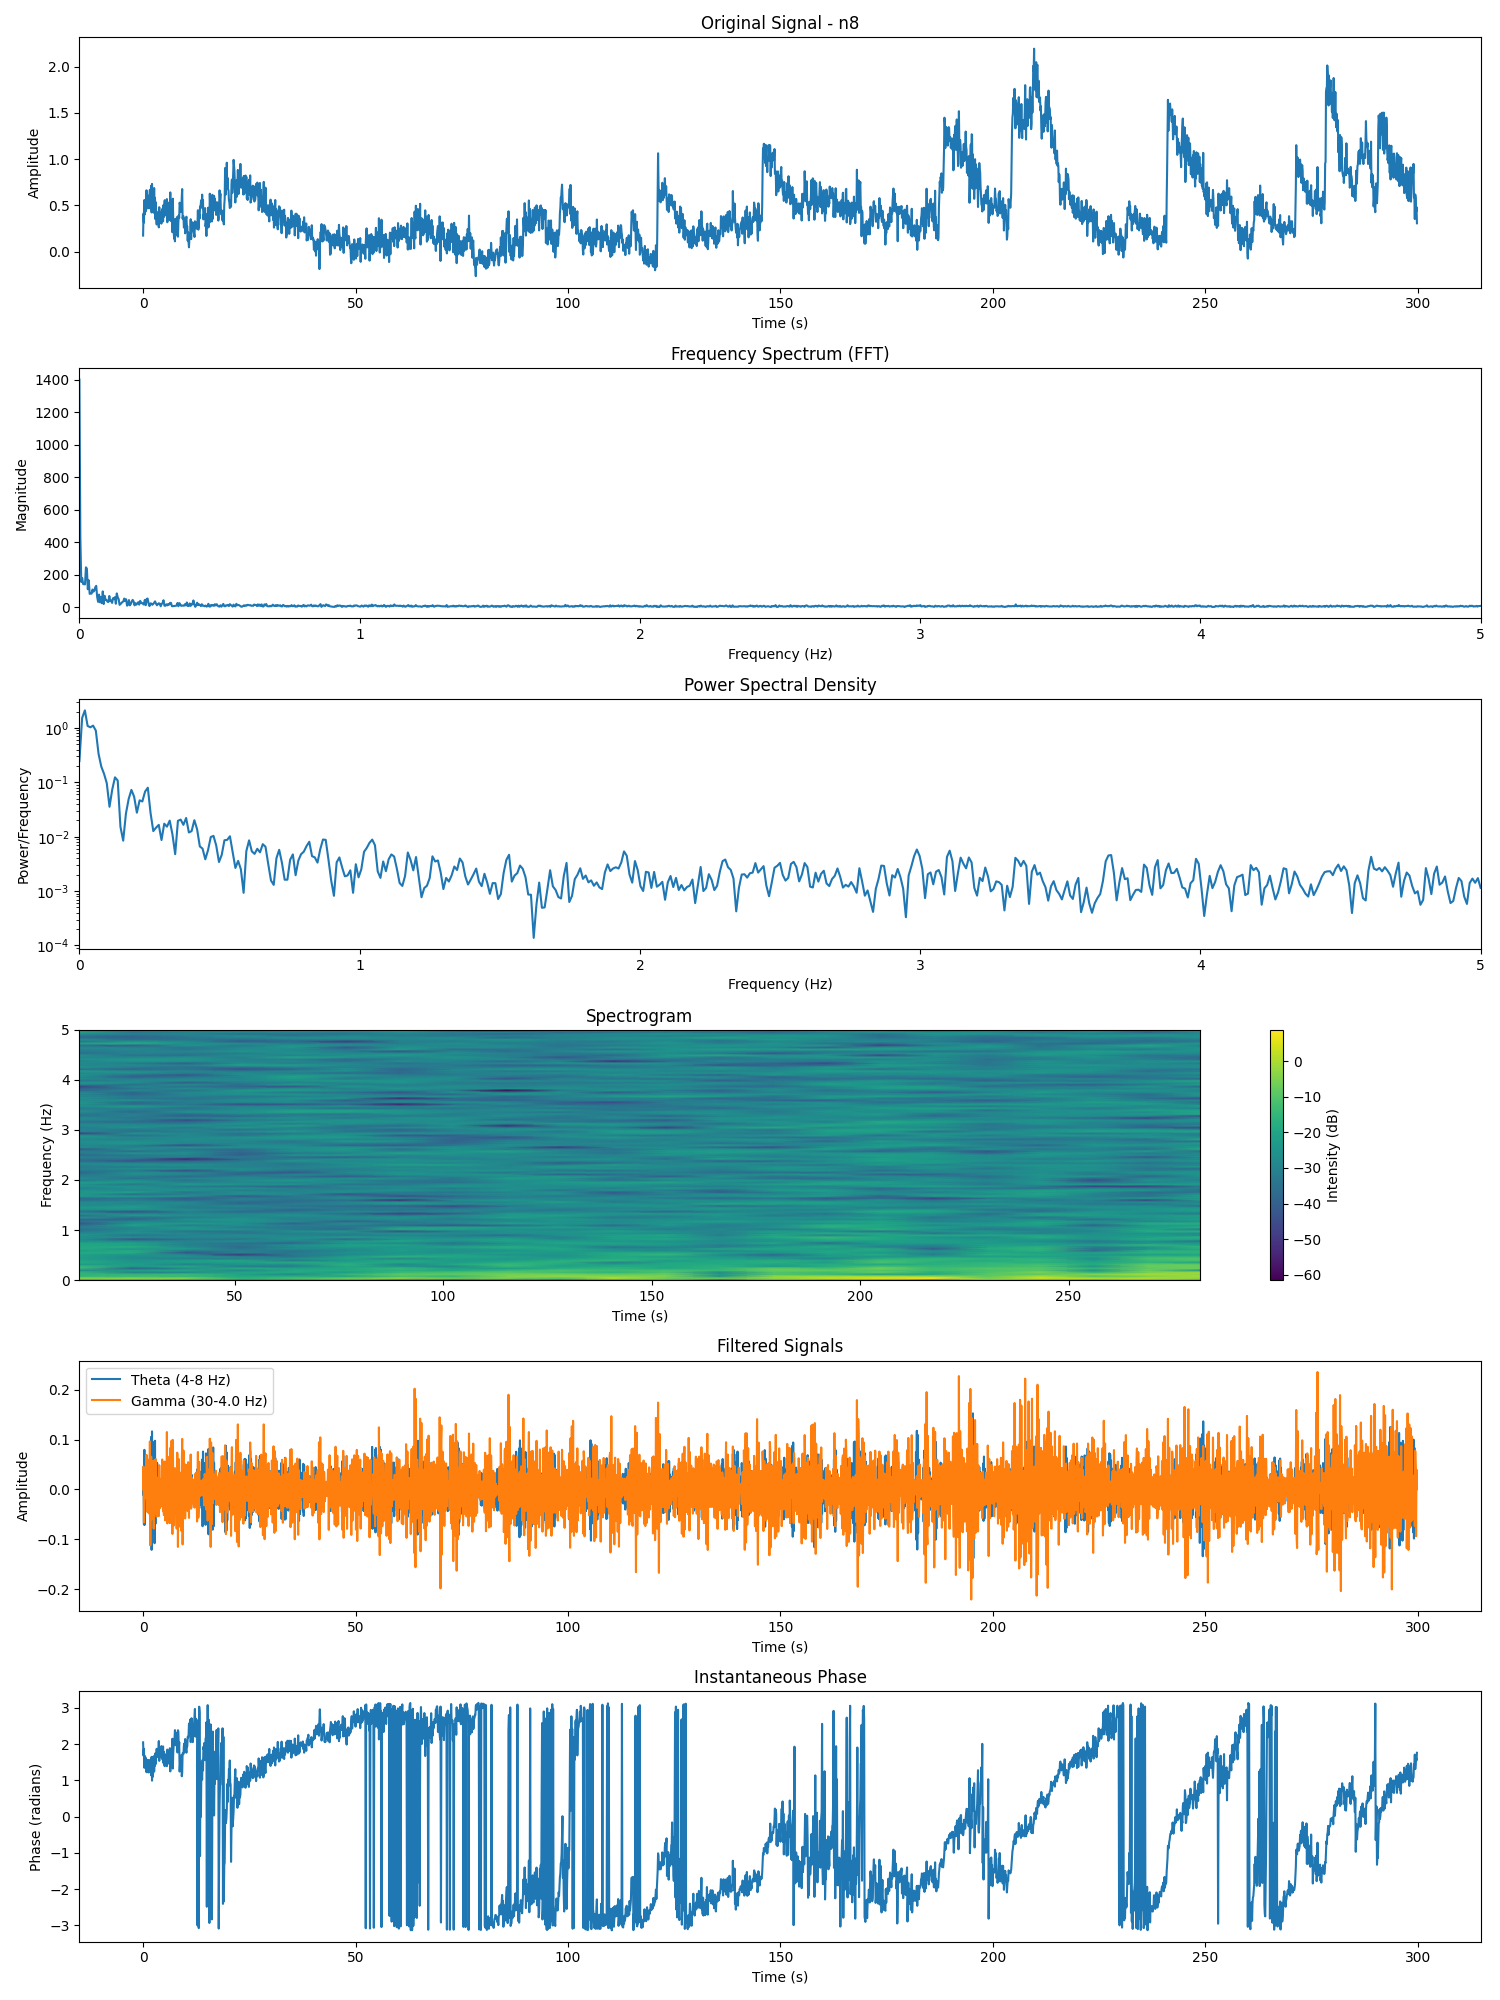 Original Signal - n8
Amplitude
2.0
1.5
1.0
0.5
0.0
0 50 100 150 200 250 300
Time (s)
Frequency Spectrum (FFT)
Magnitude
1400
1200
1000
800
600
400
200
0
0 1 2 3 4 5
Frequency (Hz)
Power Spectral Density
Power/Frequency
10⁰
10⁻¹
10⁻²
10⁻³
10⁻⁴
0 1 2 3 4 5
Frequency (Hz)
Spectrogram
Frequency (Hz)
5
4
3
2
1
0
50 100 150 200 250
Time (s)
0
−10
−20
−30
−40
−50
−60
Intensity (dB)
Filtered Signals
Theta (4-8 Hz)
Gamma (30-4.0 Hz)
Amplitude
0.2
0.1
0.0
−0.1
−0.2
0 50 100 150 200 250 300
Time (s)
Instantaneous Phase
Phase (radians)
3
2
1
0
−1
−2
−3
0 50 100 150 200 250 300
Time (s)